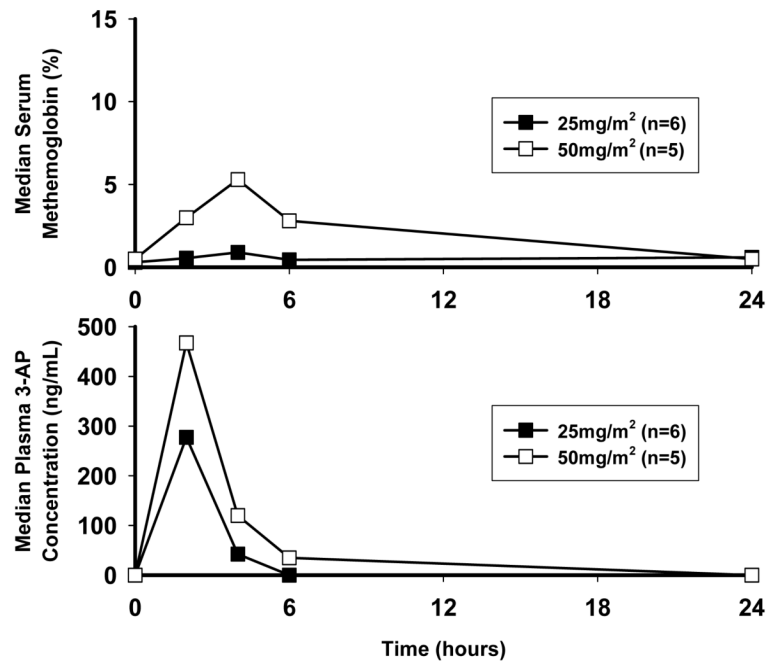 Median Serum
Methemoglobin (%)
15
10
5
0
25mg/m² (n=6)
50mg/m² (n=5)
0 6 12 18 24
Median Plasma 3-AP
Concentration (ng/mL)
500
400
300
200
100
0
25mg/m² (n=6)
50mg/m² (n=5)
0 6 12 18 24
Time (hours)